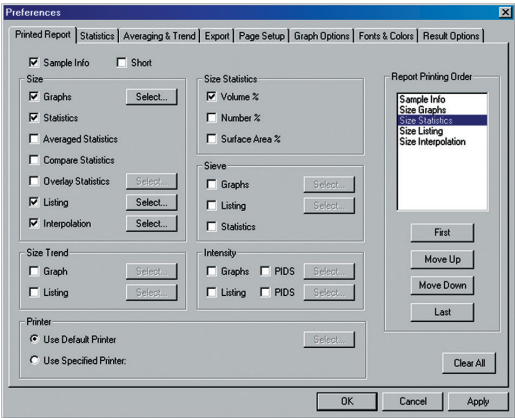 Preferences
Printed Report Statistics Averaging & Trend Export Page Setup Graph Options Fonts & Colors Result Options
Sample Info Short
Size
Graphs Select...
Statistics
Averaged Statistics
Compare Statistics
Overlay Statistics Select...
Listing Select...
Interpolation Select...
Size Statistics
Volume %
Number %
Surface Area %
Sieve
Graphs Select...
Listing Select...
Statistics
Size Trend
Graph Select...
Listing Select...
Intensity
Graphs PIDS Select...
Listing PIDS Select...
Printer
Use Default Printer Select...
Use Specified Printer:
Report Printing Order
Sample Info
Size Graphs
Size Statistics
Size Listing
Size Interpolation
First
Move Up
Move Down
Last
Clear All
OK Cancel Apply